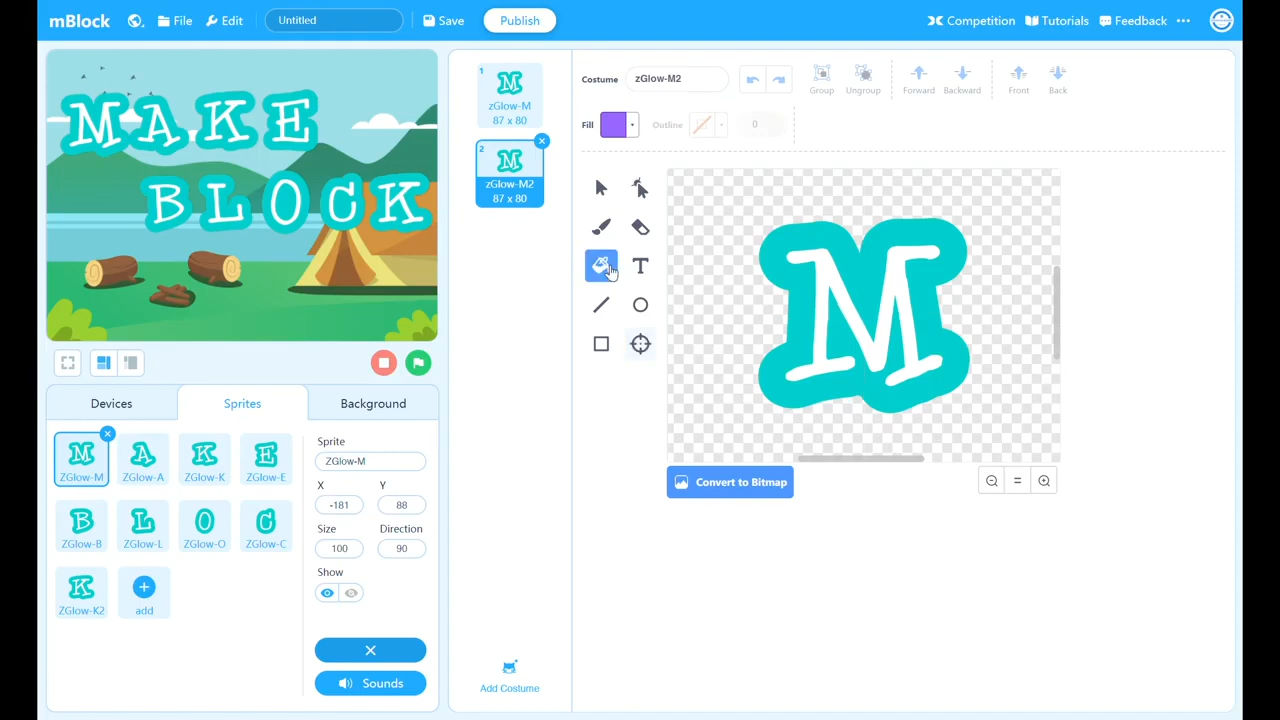 mBlock File Edit Untitled Save Publish Competition Tutorials Feedback
MAKE
BLOCK
1
M
zGlow-M
87 x 80
2
M
zGlow-M2
87 x 80
Add Costume
Costume zGlow-M2 Group Ungroup Forward Backward Front Back
Fill Outline 0
T
M
Convert to Bitmap
Devices Sprites Background
M A K E
ZGlow-M ZGlow-A ZGlow-K ZGlow-E
B L O C
ZGlow-B ZGlow-L ZGlow-O ZGlow-C
K
ZGlow-K2 add
Sprite
ZGlow-M
X Y
-181 88
Size Direction
100 90
Show
Sounds